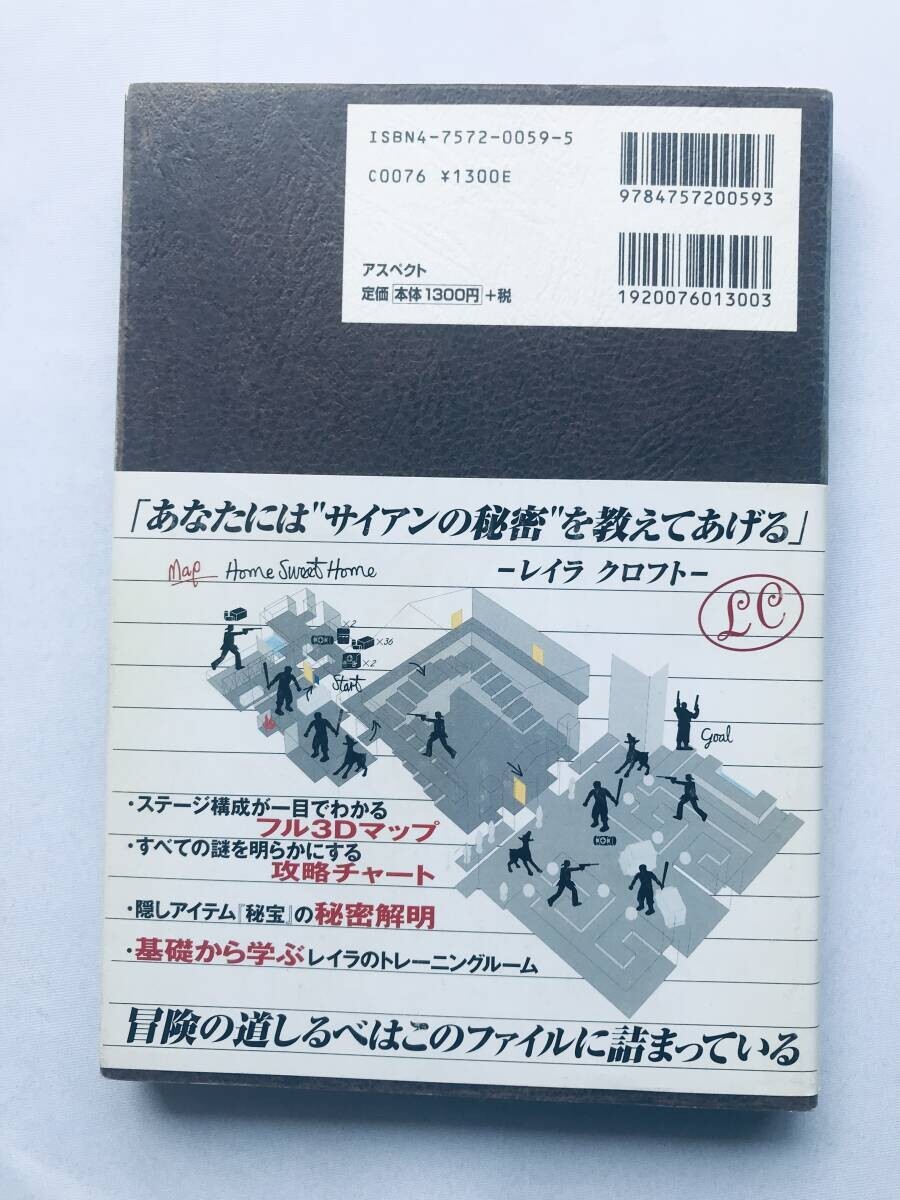 ISBN4-7572-0059-5
C0076 ¥1300E
9784757200593
アスペクト
定価 本体1300円 +税
1920076013003
「あなたには"サイアンの秘密"を教えてあげる」
Map Home Sweet Home
-レイラ クロフト-
LC
×2
×36
×2
Start
Goal
・ステージ構成が一目でわかる
フル3Dマップ
・すべての謎を明らかにする
攻略チャート
・隠しアイテム『秘宝』の秘密解明
・基礎から学ぶレイラのトレーニングルーム
冒険の道しるべはこのファイルに詰まっている